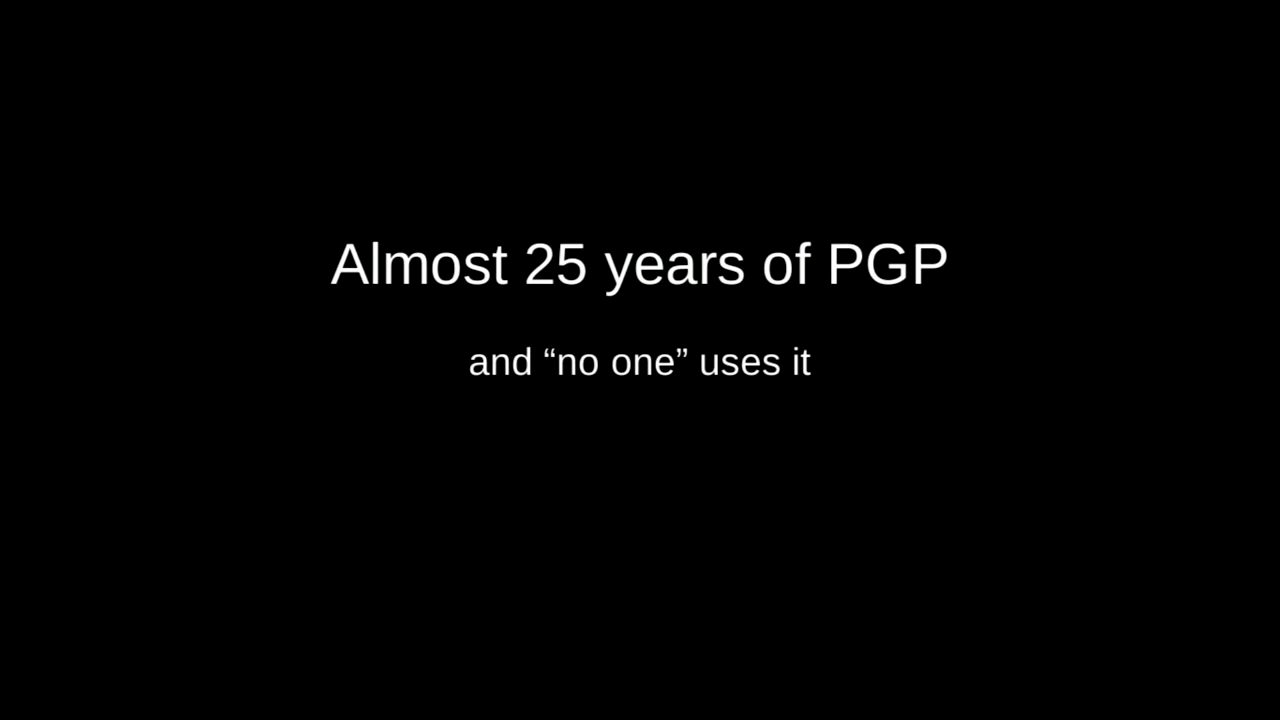 Almost 25 years of PGP
and “no one” uses it